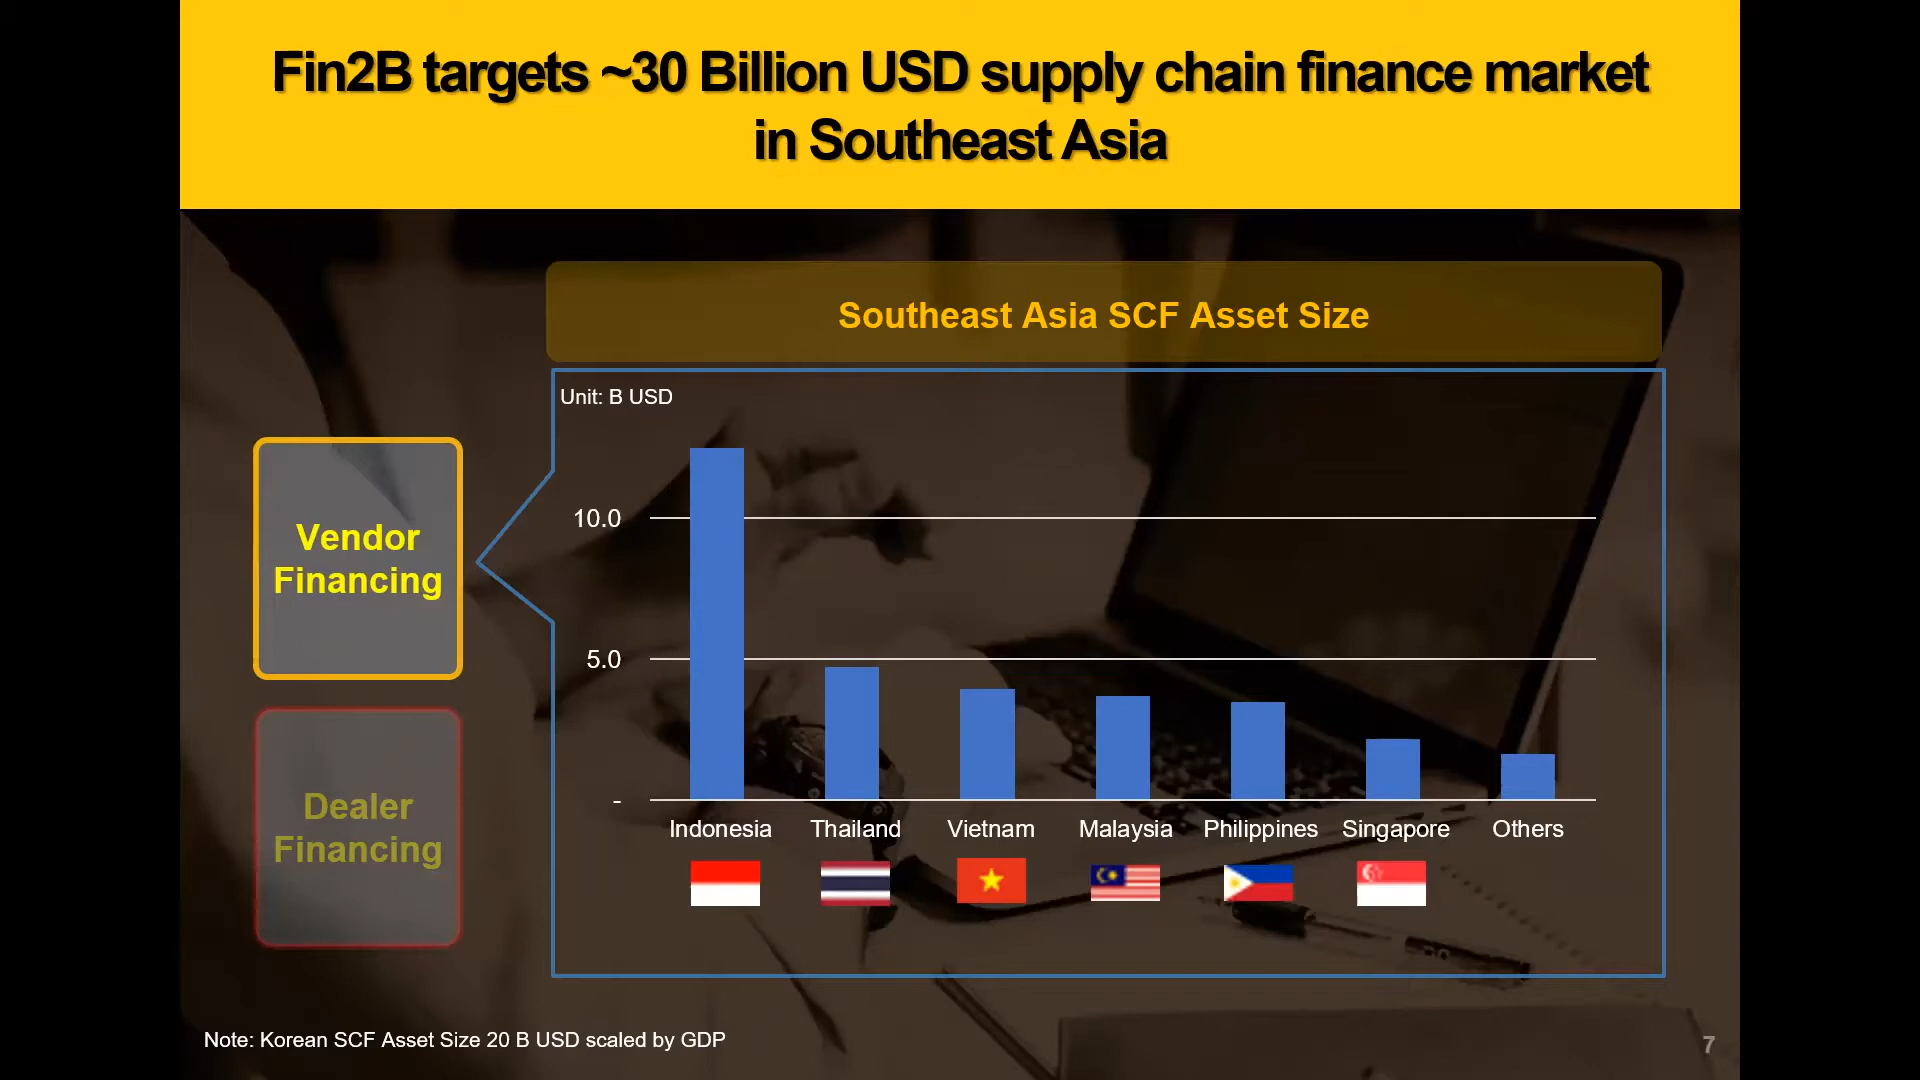 Fin2B targets ~30 Billion USD supply chain finance market
in Southeast Asia
Southeast Asia SCF Asset Size
Unit: B USD
Vendor
Financing
Dealer
Financing
10.0
5.0
-
Indonesia Thailand Vietnam Malaysia Philippines Singapore Others
Note: Korean SCF Asset Size 20 B USD scaled by GDP
7